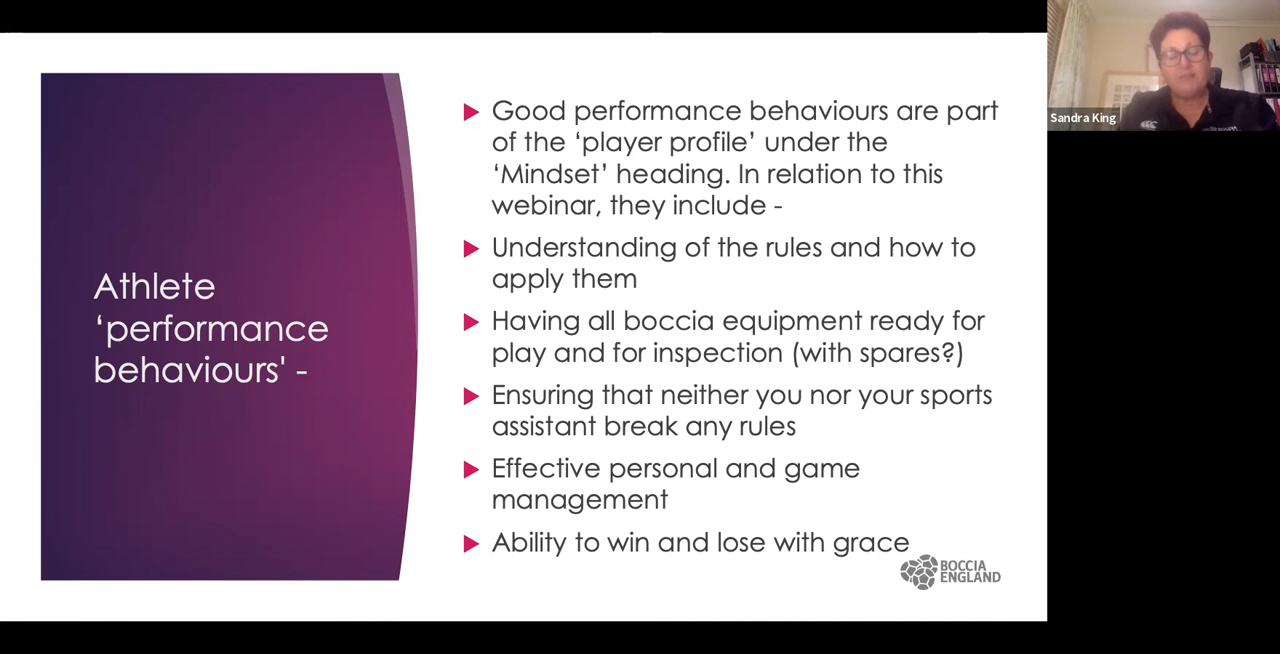 Athlete
‘performance
behaviours' -
Good performance behaviours are part
of the ‘player profile’ under the
‘Mindset’ heading. In relation to this
webinar, they include -
Understanding of the rules and how to
apply them
Having all boccia equipment ready for
play and for inspection (with spares?)
Ensuring that neither you nor your sports
assistant break any rules
Effective personal and game
management
Ability to win and lose with grace
BOCCIA
ENGLAND
Sandra King